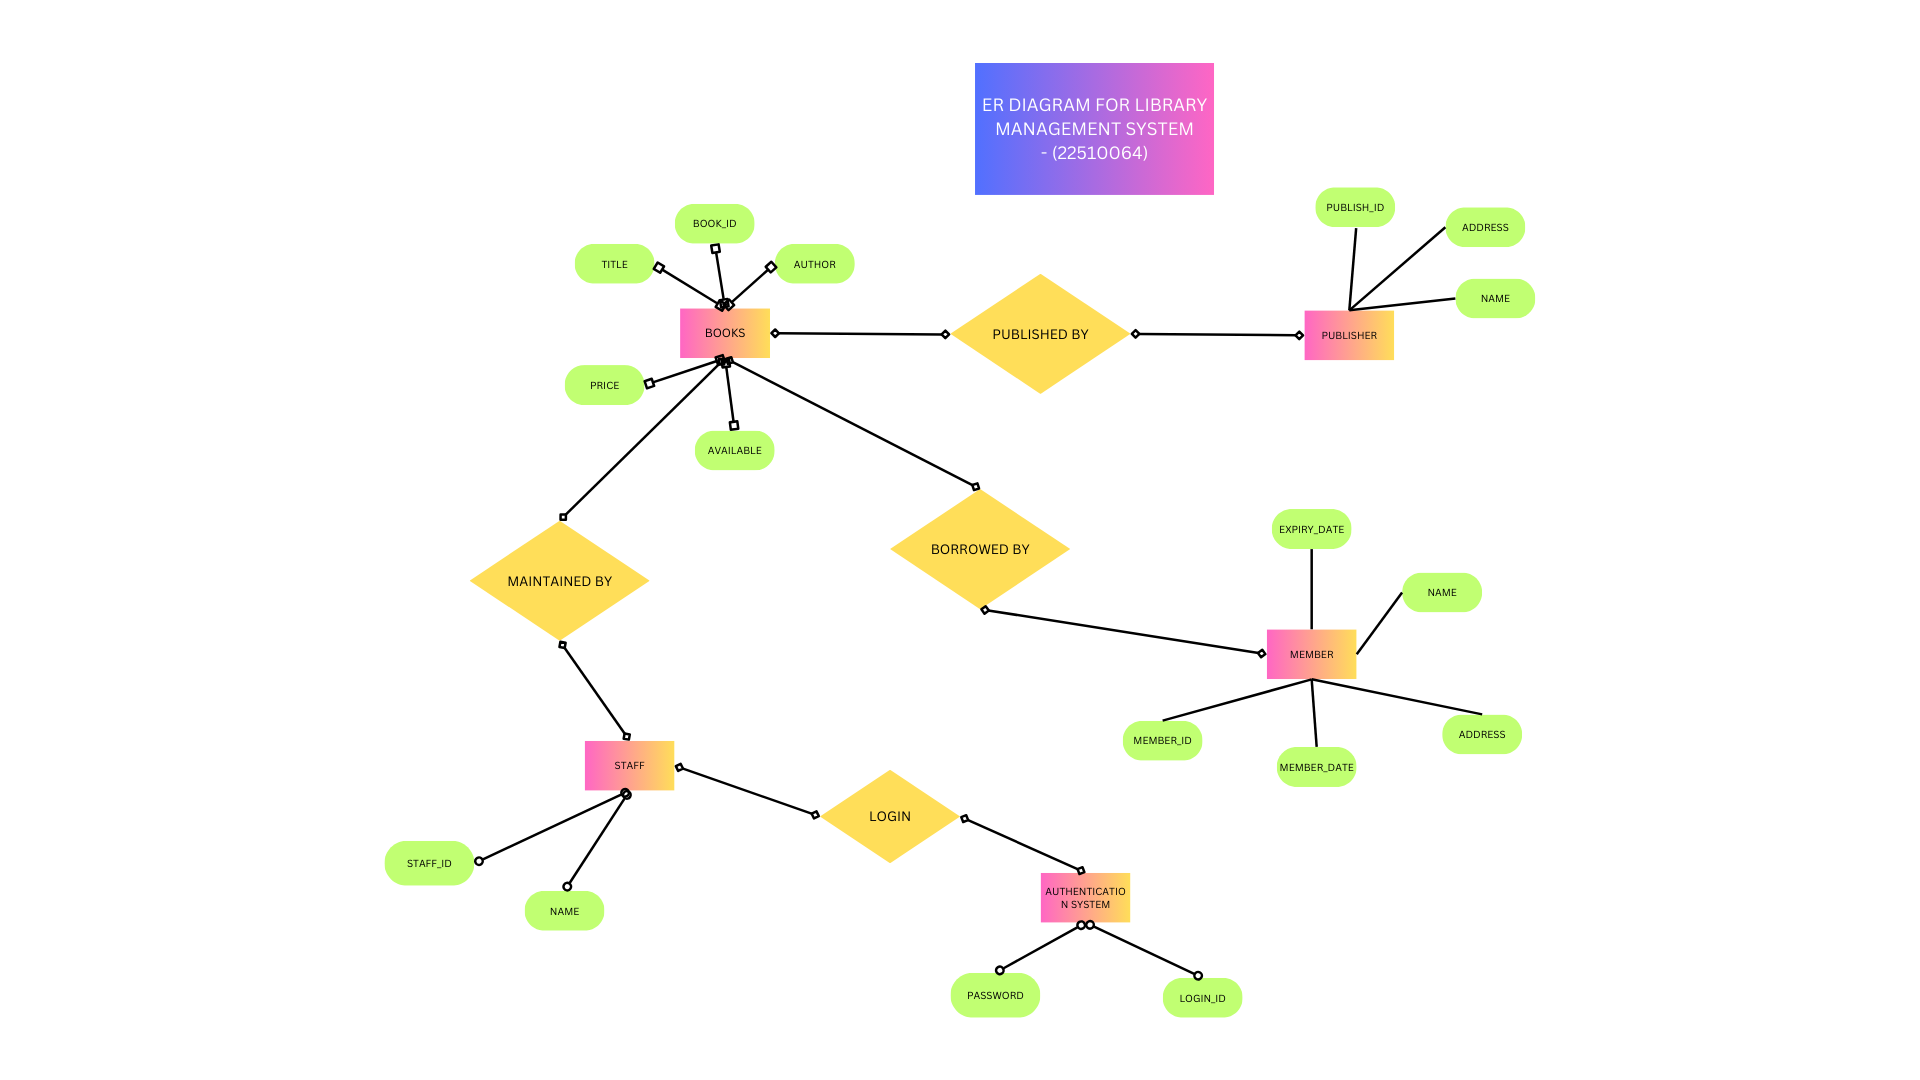 ER DIAGRAM FOR LIBRARY
MANAGEMENT SYSTEM
- (22510064)
PUBLISH_ID
ADDRESS
NAME
BOOK_ID
TITLE
AUTHOR
BOOKS
PUBLISHED BY
PUBLISHER
PRICE
AVAILABLE
MAINTAINED BY
BORROWED BY
EXPIRY_DATE
NAME
MEMBER
MEMBER_ID
MEMBER_DATE
ADDRESS
STAFF
LOGIN
STAFF_ID
NAME
AUTHENTICATIO
N SYSTEM
PASSWORD
LOGIN_ID